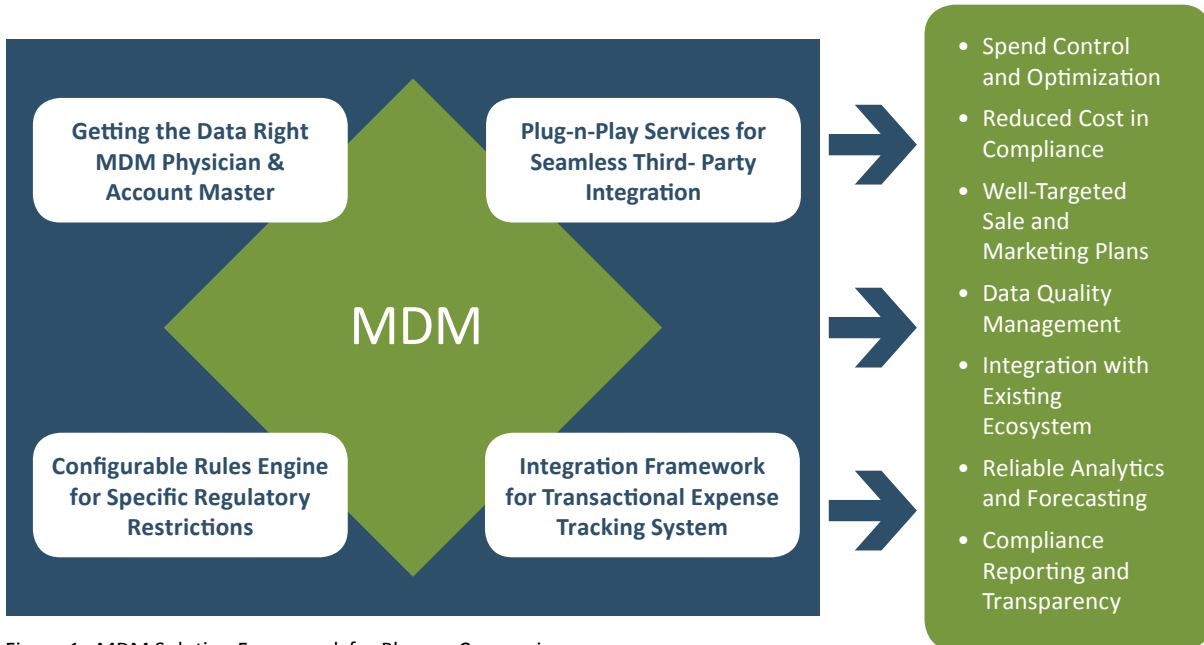 Getting the Data Right
MDM Physician &
Account Master
Plug-n-Play Services for
Seamless Third- Party
Integration
MDM
Configurable Rules Engine
for Specific Regulatory
Restrictions
Integration Framework
for Transactional Expense
Tracking System
• Spend Control
and Optimization
• Reduced Cost in
Compliance
• Well-Targeted
Sale and
Marketing Plans
• Data Quality
Management
• Integration with
Existing
Ecosystem
• Reliable Analytics
and Forecasting
• Compliance
Reporting and
Transparency